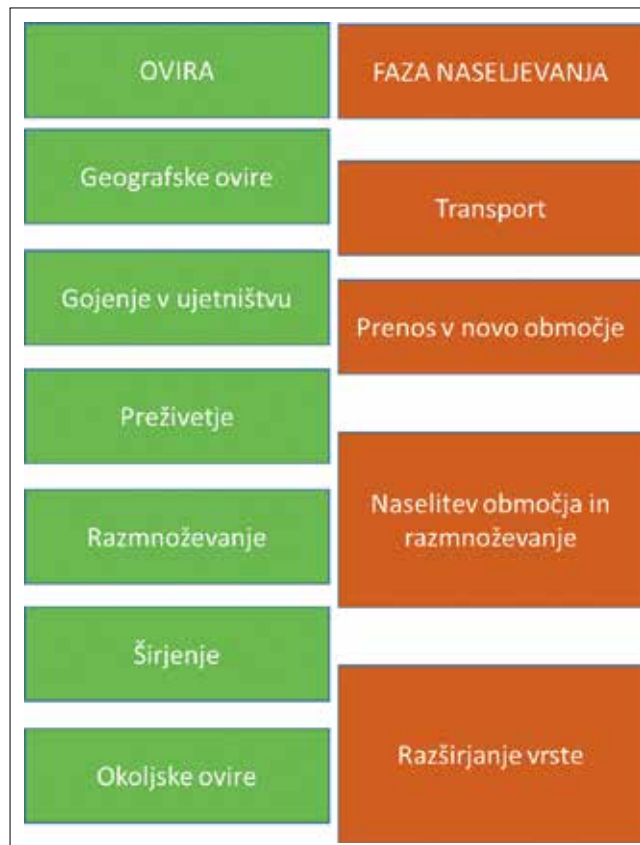 OVIRA
FAZA NASELJEVANJA
Geografske ovire
Transport
Gojenje v ujetništvu
Prenos v novo območje
Preživetje
Naselitev območja in
razmnoževanje
Razmnoževanje
Širjenje
Razširjanje vrste
Okoljske ovire